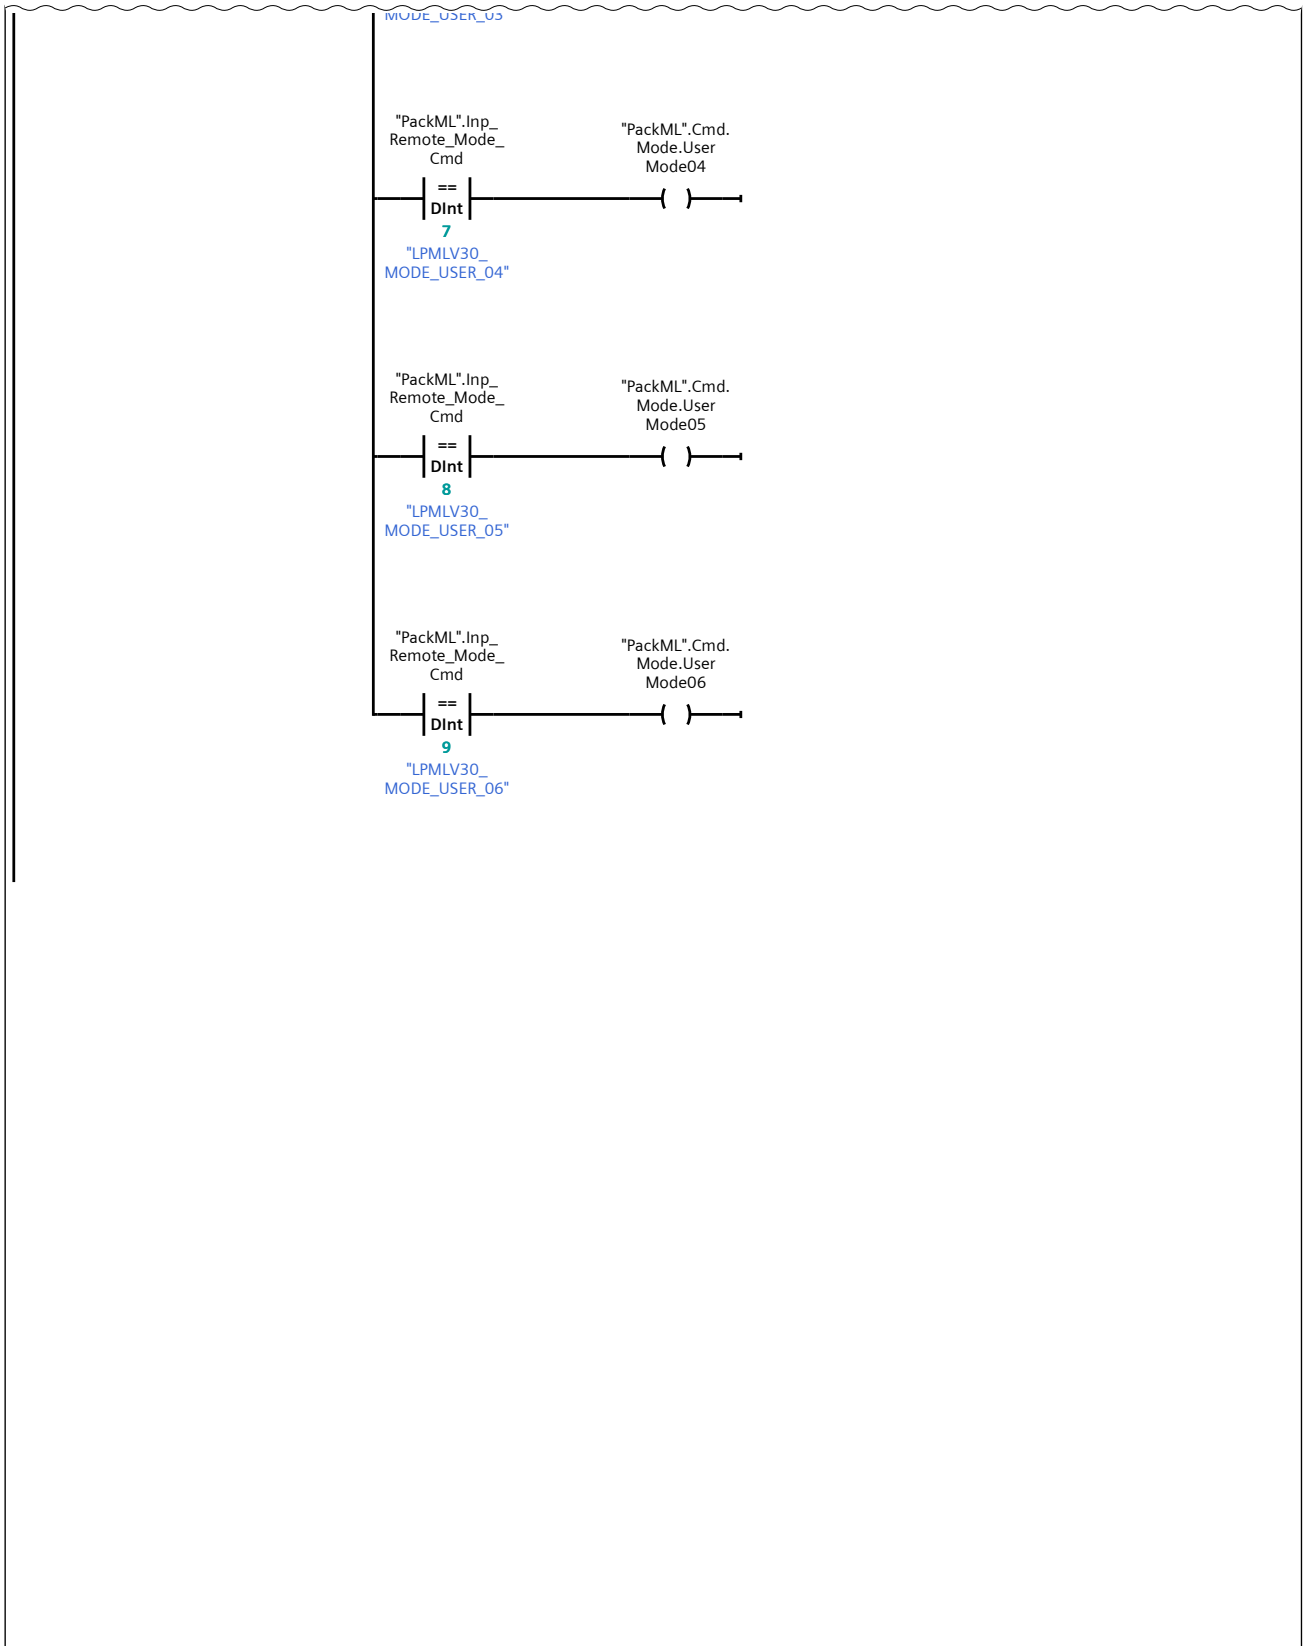 MODE_USER_03
"PackML".Inp_
Remote_Mode_
Cmd
"PackML".Cmd.
Mode.User
Mode04
==
DInt
7
"LPMLV30_
MODE_USER_04"
"PackML".Inp_
Remote_Mode_
Cmd
"PackML".Cmd.
Mode.User
Mode05
==
DInt
8
"LPMLV30_
MODE_USER_05"
"PackML".Inp_
Remote_Mode_
Cmd
"PackML".Cmd.
Mode.User
Mode06
==
DInt
9
"LPMLV30_
MODE_USER_06"